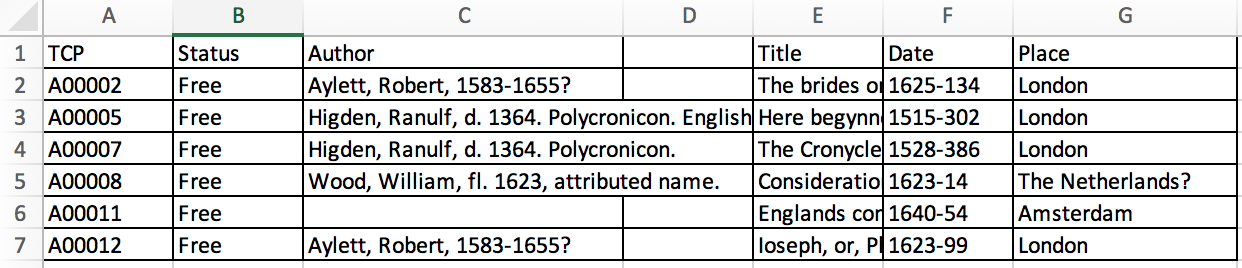 A B C D E F G
1 TCP Status Author Title Date Place
2 A00002 Free Aylett, Robert, 1583-1655? The brides or 1625-134 London
3 A00005 Free Higden, Ranulf, d. 1364. Polycronicon. English Here begynn 1515-302 London
4 A00007 Free Higden, Ranulf, d. 1364. Polycronicon. The Cronycle 1528-386 London
5 A00008 Free Wood, William, fl. 1623, attributed name. Consideratio 1623-14 The Netherlands?
6 A00011 Free Englands cor 1640-54 Amsterdam
7 A00012 Free Aylett, Robert, 1583-1655? Ioseph, or, Pl 1623-99 London